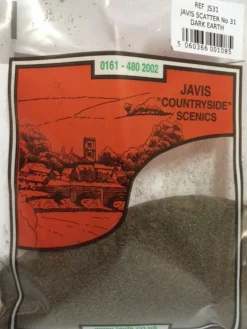 REF JS31
JAVIS SCATTER No 31
DARK EARTH
5 060366 001085
0161 - 480 2002
JAVIS
"COUNTRYSIDE"
SCENICS